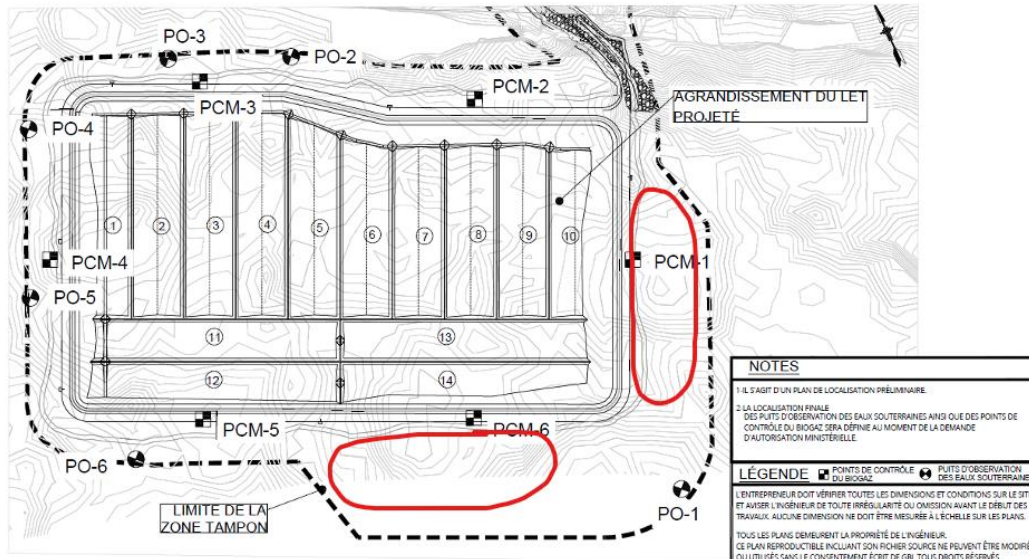 PO-3
PO-2
PCM-2
PCM-3
AGRANDISSEMENT DU LET
PROJETÉ
PO-4
1
2
3
4
5
6
7
8
9
10
PCM-4
PCM-1
PO-5
11
13
12
14
PCM-5
PCM-6
PO-6
PO-1
LIMITE DE LA
ZONE TAMPON
NOTES
1-IL S'AGIT D'UN PLAN DE LOCALISATION PRÉLIMINAIRE.
2-LA LOCALISATION FINALE
DES PUITS D'OBSERVATION DES EAUX SOUTERRAINES AINSI QUE DES POINTS DE
CONTRÔLE DU BIOGAZ SERA DÉFINIE AU MOMENT DE LA DEMANDE
D'AUTORISATION MINISTÉRIELLE.
LÉGENDE
POINTS DE CONTRÔLE
DU BIOGAZ
PUITS D'OBSERVATION
DES EAUX SOUTERRAINE
L'ENTREPRENEUR DOIT VÉRIFIER TOUTES LES DIMENSIONS ET CONDITIONS SUR LE SITE
ET AVISER L'INGÉNIEUR DE TOUTE IRRÉGULARITÉ OU OMISSION AVANT LE DÉBUT DES
TRAVAUX. AUCUNE DIMENSION NE DOIT ÊTRE MESURÉE À L'ÉCHELLE SUR LES PLANS.
TOUS LES PLANS DEMEURENT LA PROPRIÉTÉ DE L'INGÉNIEUR.
CE PLAN REPRODUCTIBLE INCLUANT SON FICHIER SOURCE NE PEUVENT ÊTRE MODIFIÉ
OU UTILISÉS SANS LE CONSENTEMENT ÉCRIT DE GBI. TOUS DROITS RÉSERVÉS